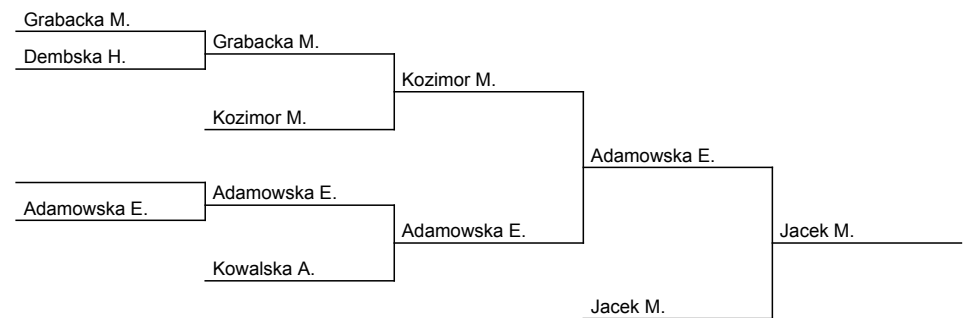 Grabacka M.
Grabacka M.
Dembska H.
Kozimor M.
Kozimor M.
Adamowska E.
Adamowska E.
Adamowska E.
Adamowska E.
Jacek M.
Kowalska A.
Jacek M.